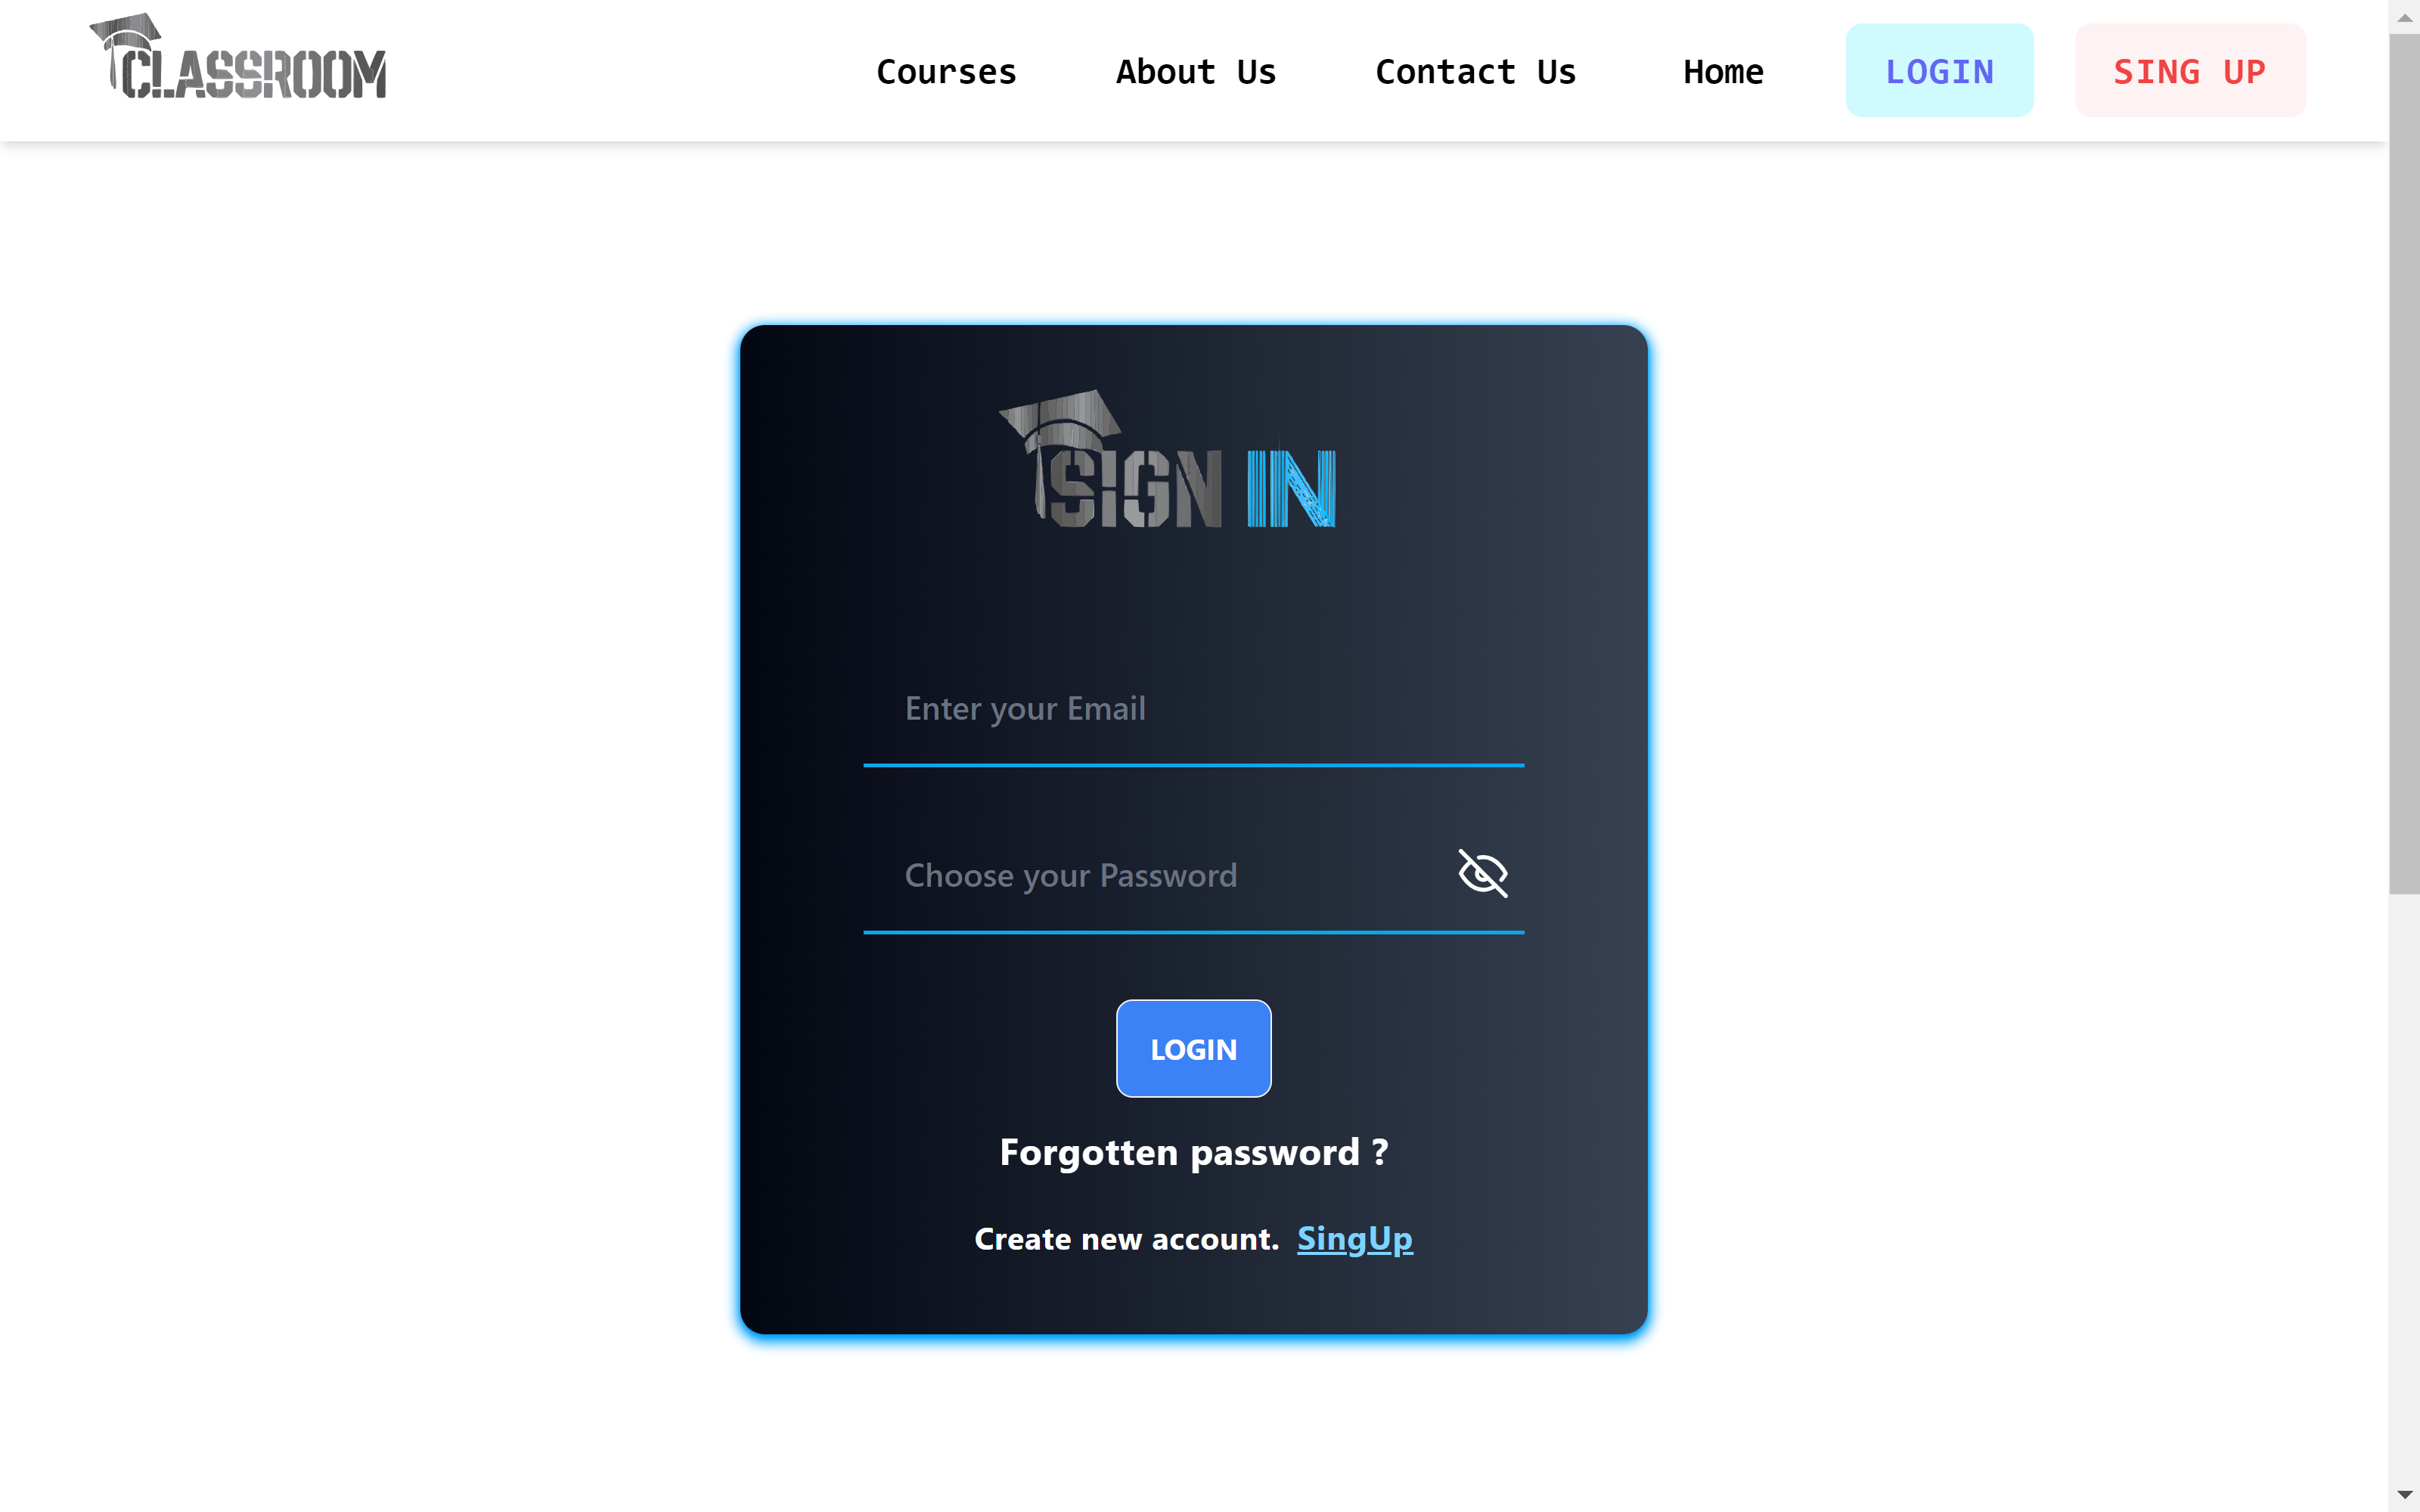 CLASSROOM
Courses About Us Contact Us Home LOGIN SING UP
SIGN IN
Enter your Email
Choose your Password
LOGIN
Forgotten password ?
Create new account. SingUp